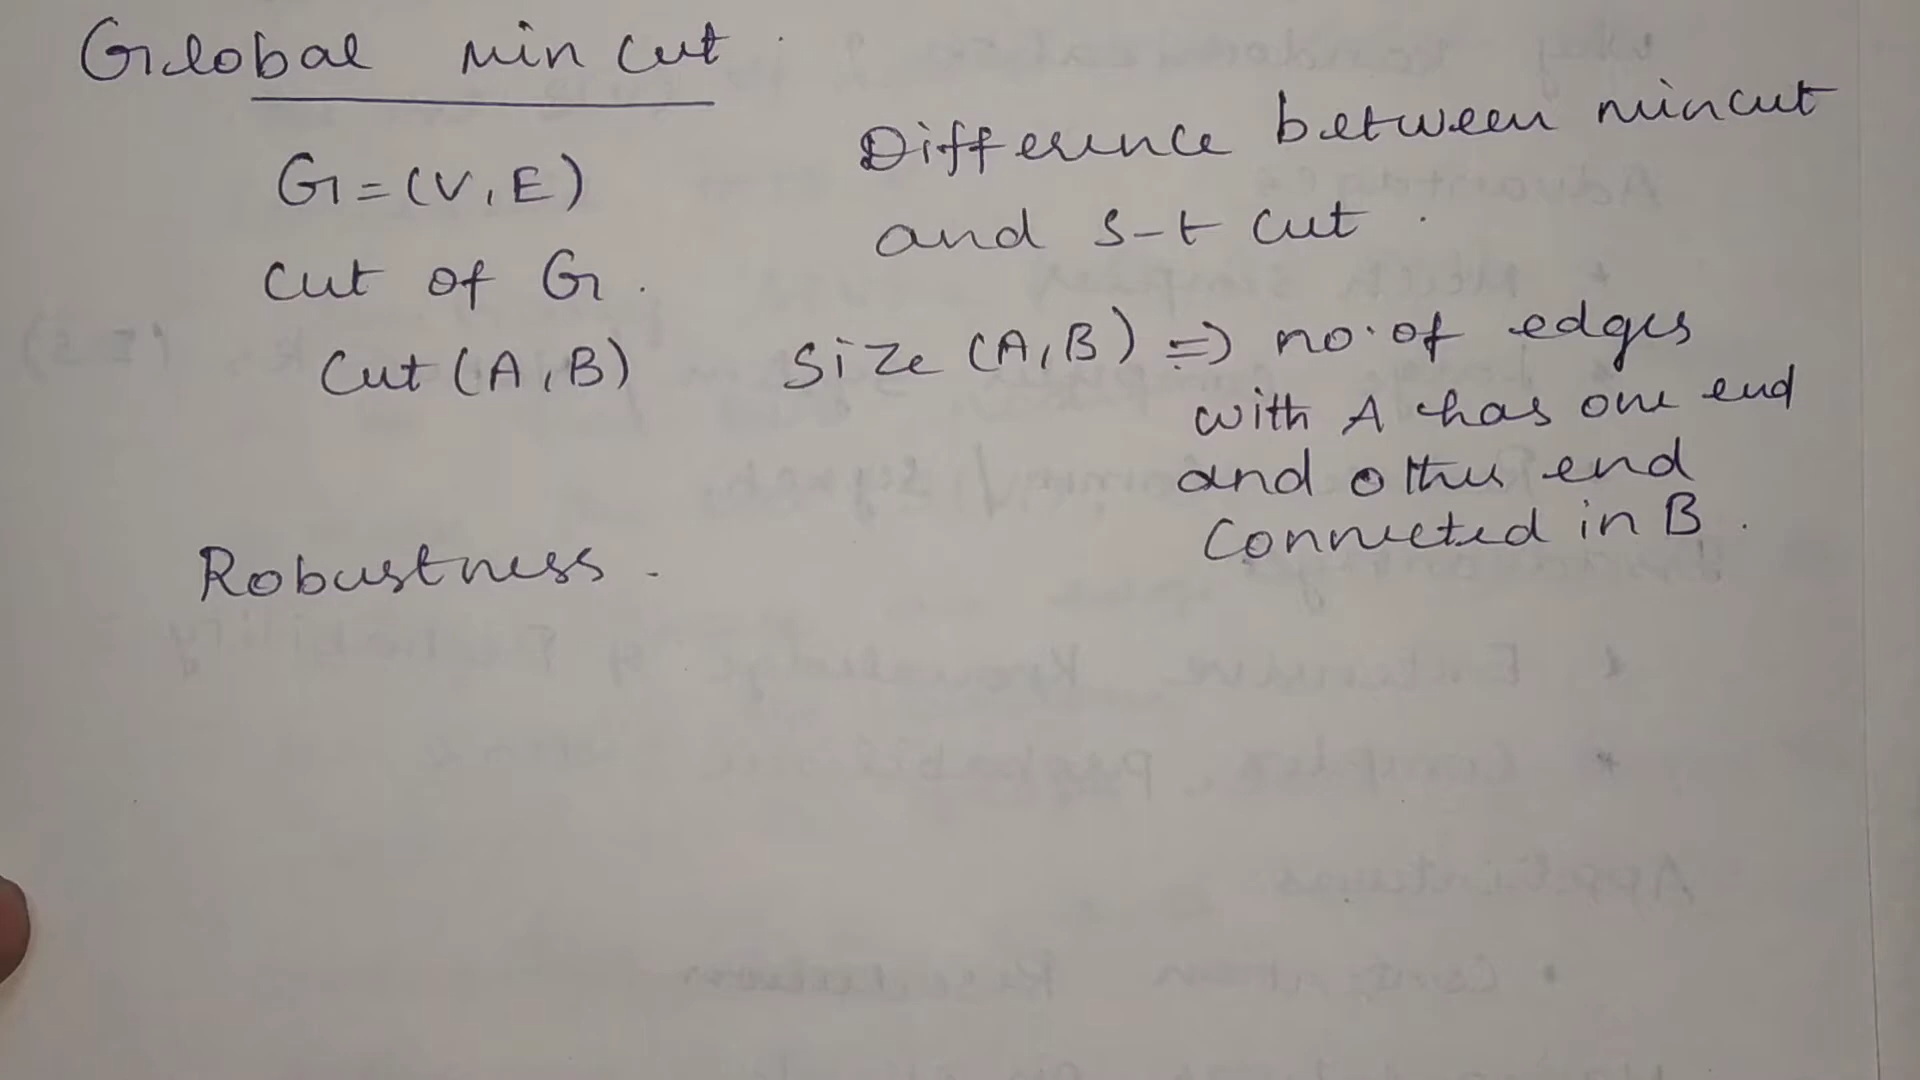 Global min cut
G = (V, E)
cut of G.
Cut (A, B)
Robustness.
Difference between mincut
and s-t cut.
Size (A, B) => no. of edges
with A has one end
and other end
Connected in B.